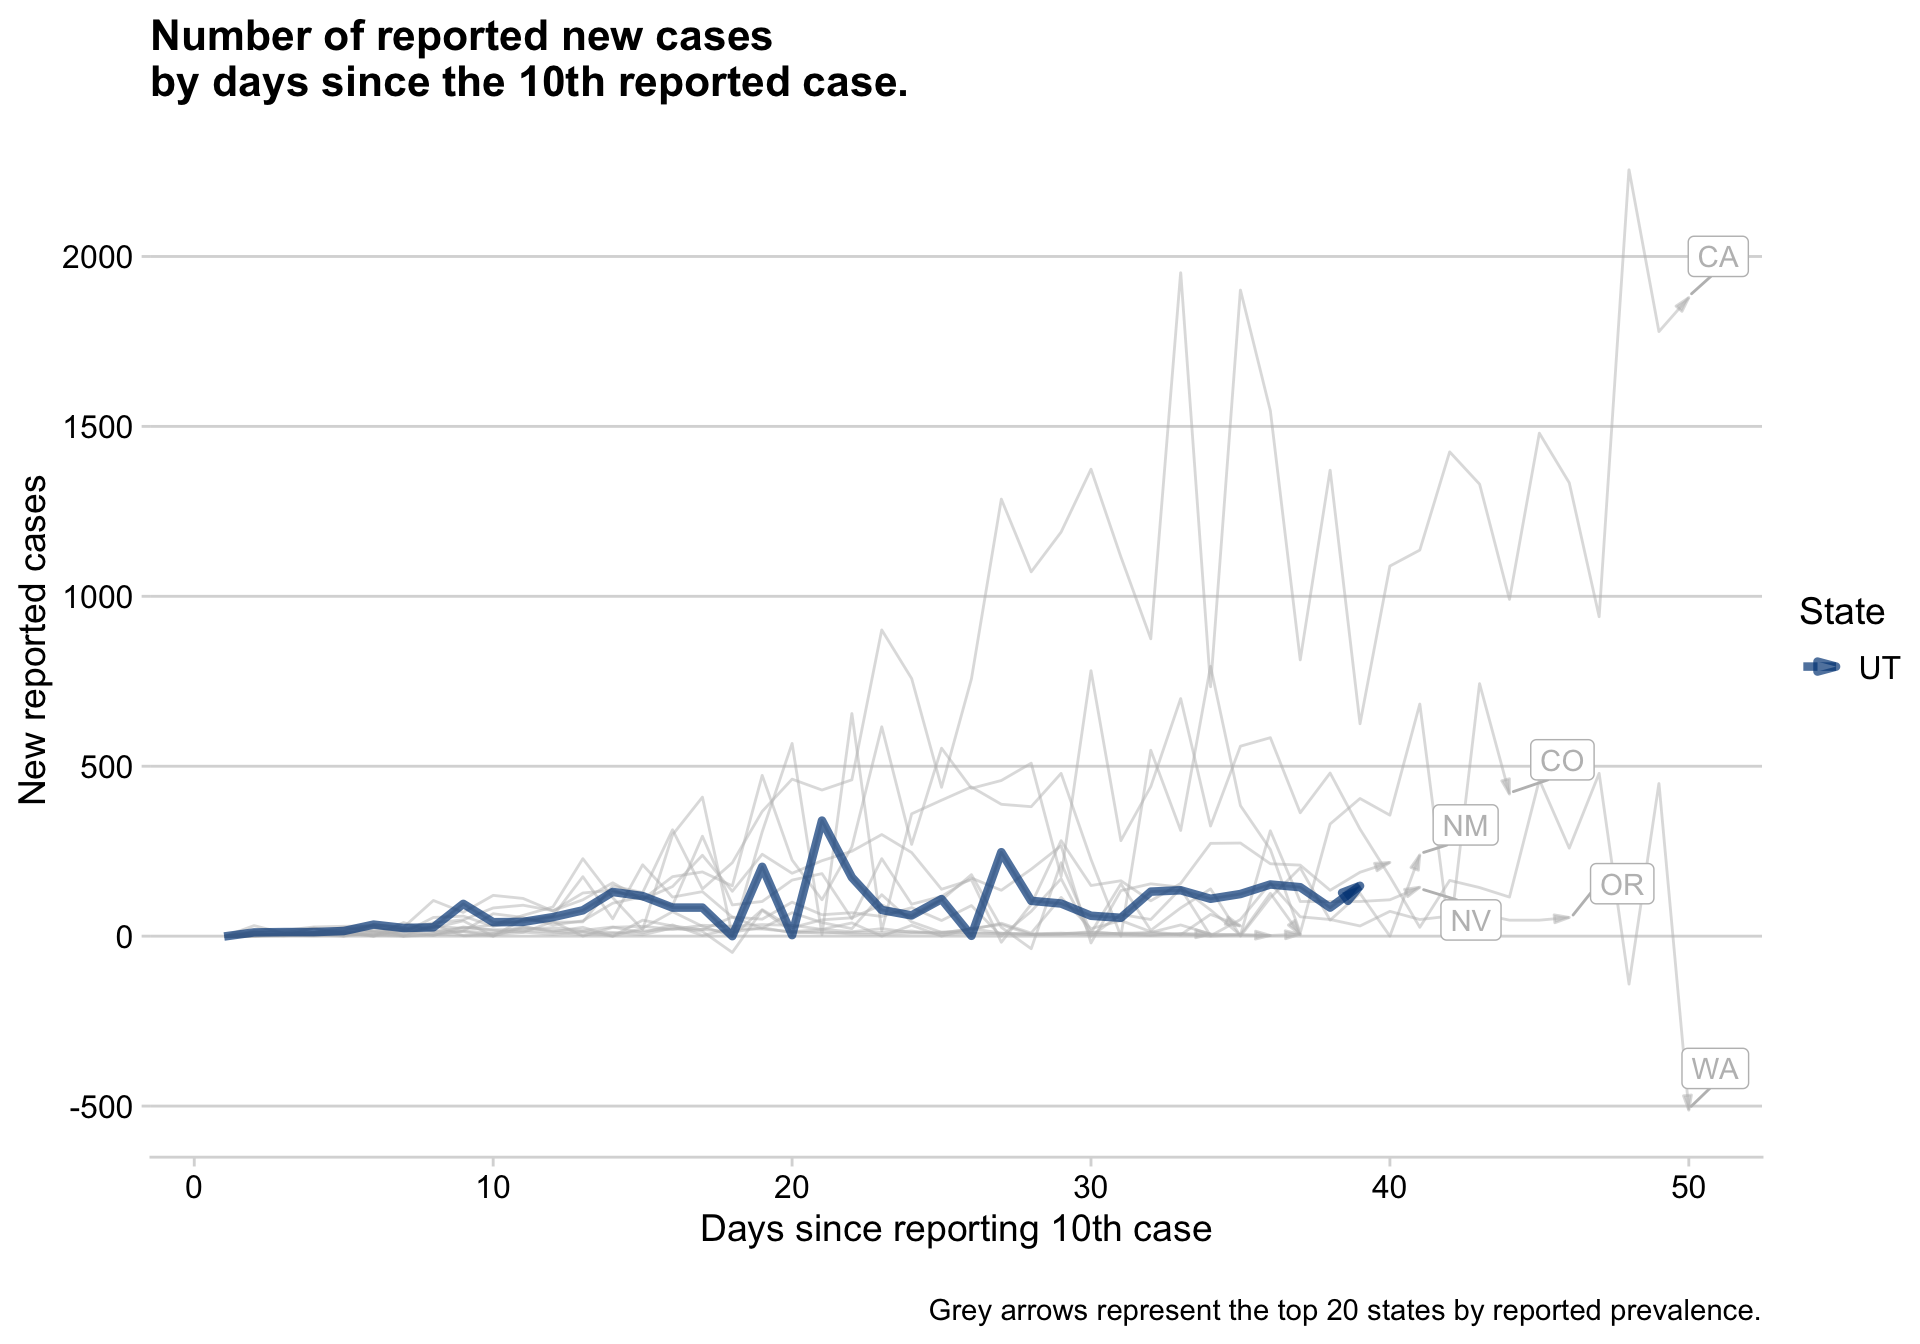 Number of reported new cases
by days since the 10th reported case.
New reported cases
2000
1500
1000
500
0
-500
CA
CO
NM
OR
NV
WA
State
UT
0 10 20 30 40 50
Days since reporting 10th case
Grey arrows represent the top 20 states by reported prevalence.